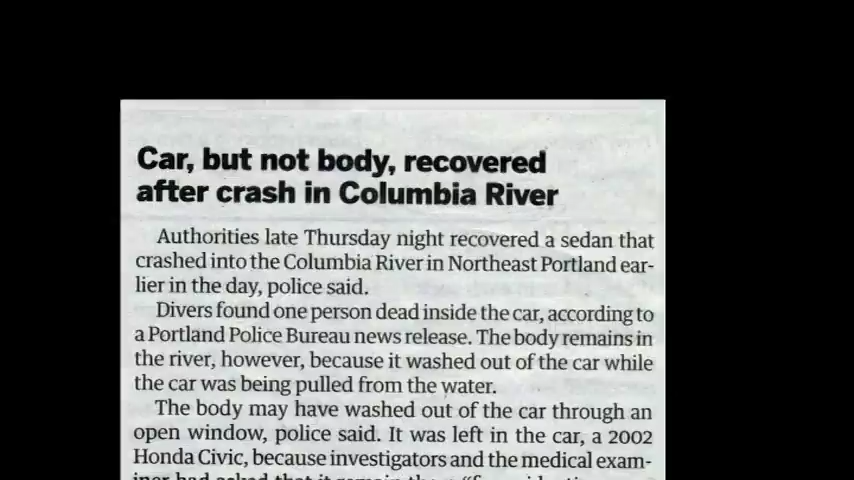 Car, but not body, recovered
after crash in Columbia River
Authorities late Thursday night recovered a sedan that
crashed into the Columbia River in Northeast Portland ear-
lier in the day, police said.
Divers found one person dead inside the car, according to
a Portland Police Bureau news release. The body remains in
the river, however, because it washed out of the car while
the car was being pulled from the water.
The body may have washed out of the car through an
open window, police said. It was left in the car, a 2002
Honda Civic, because investigators and the medical exam-
iner had asked that it remain